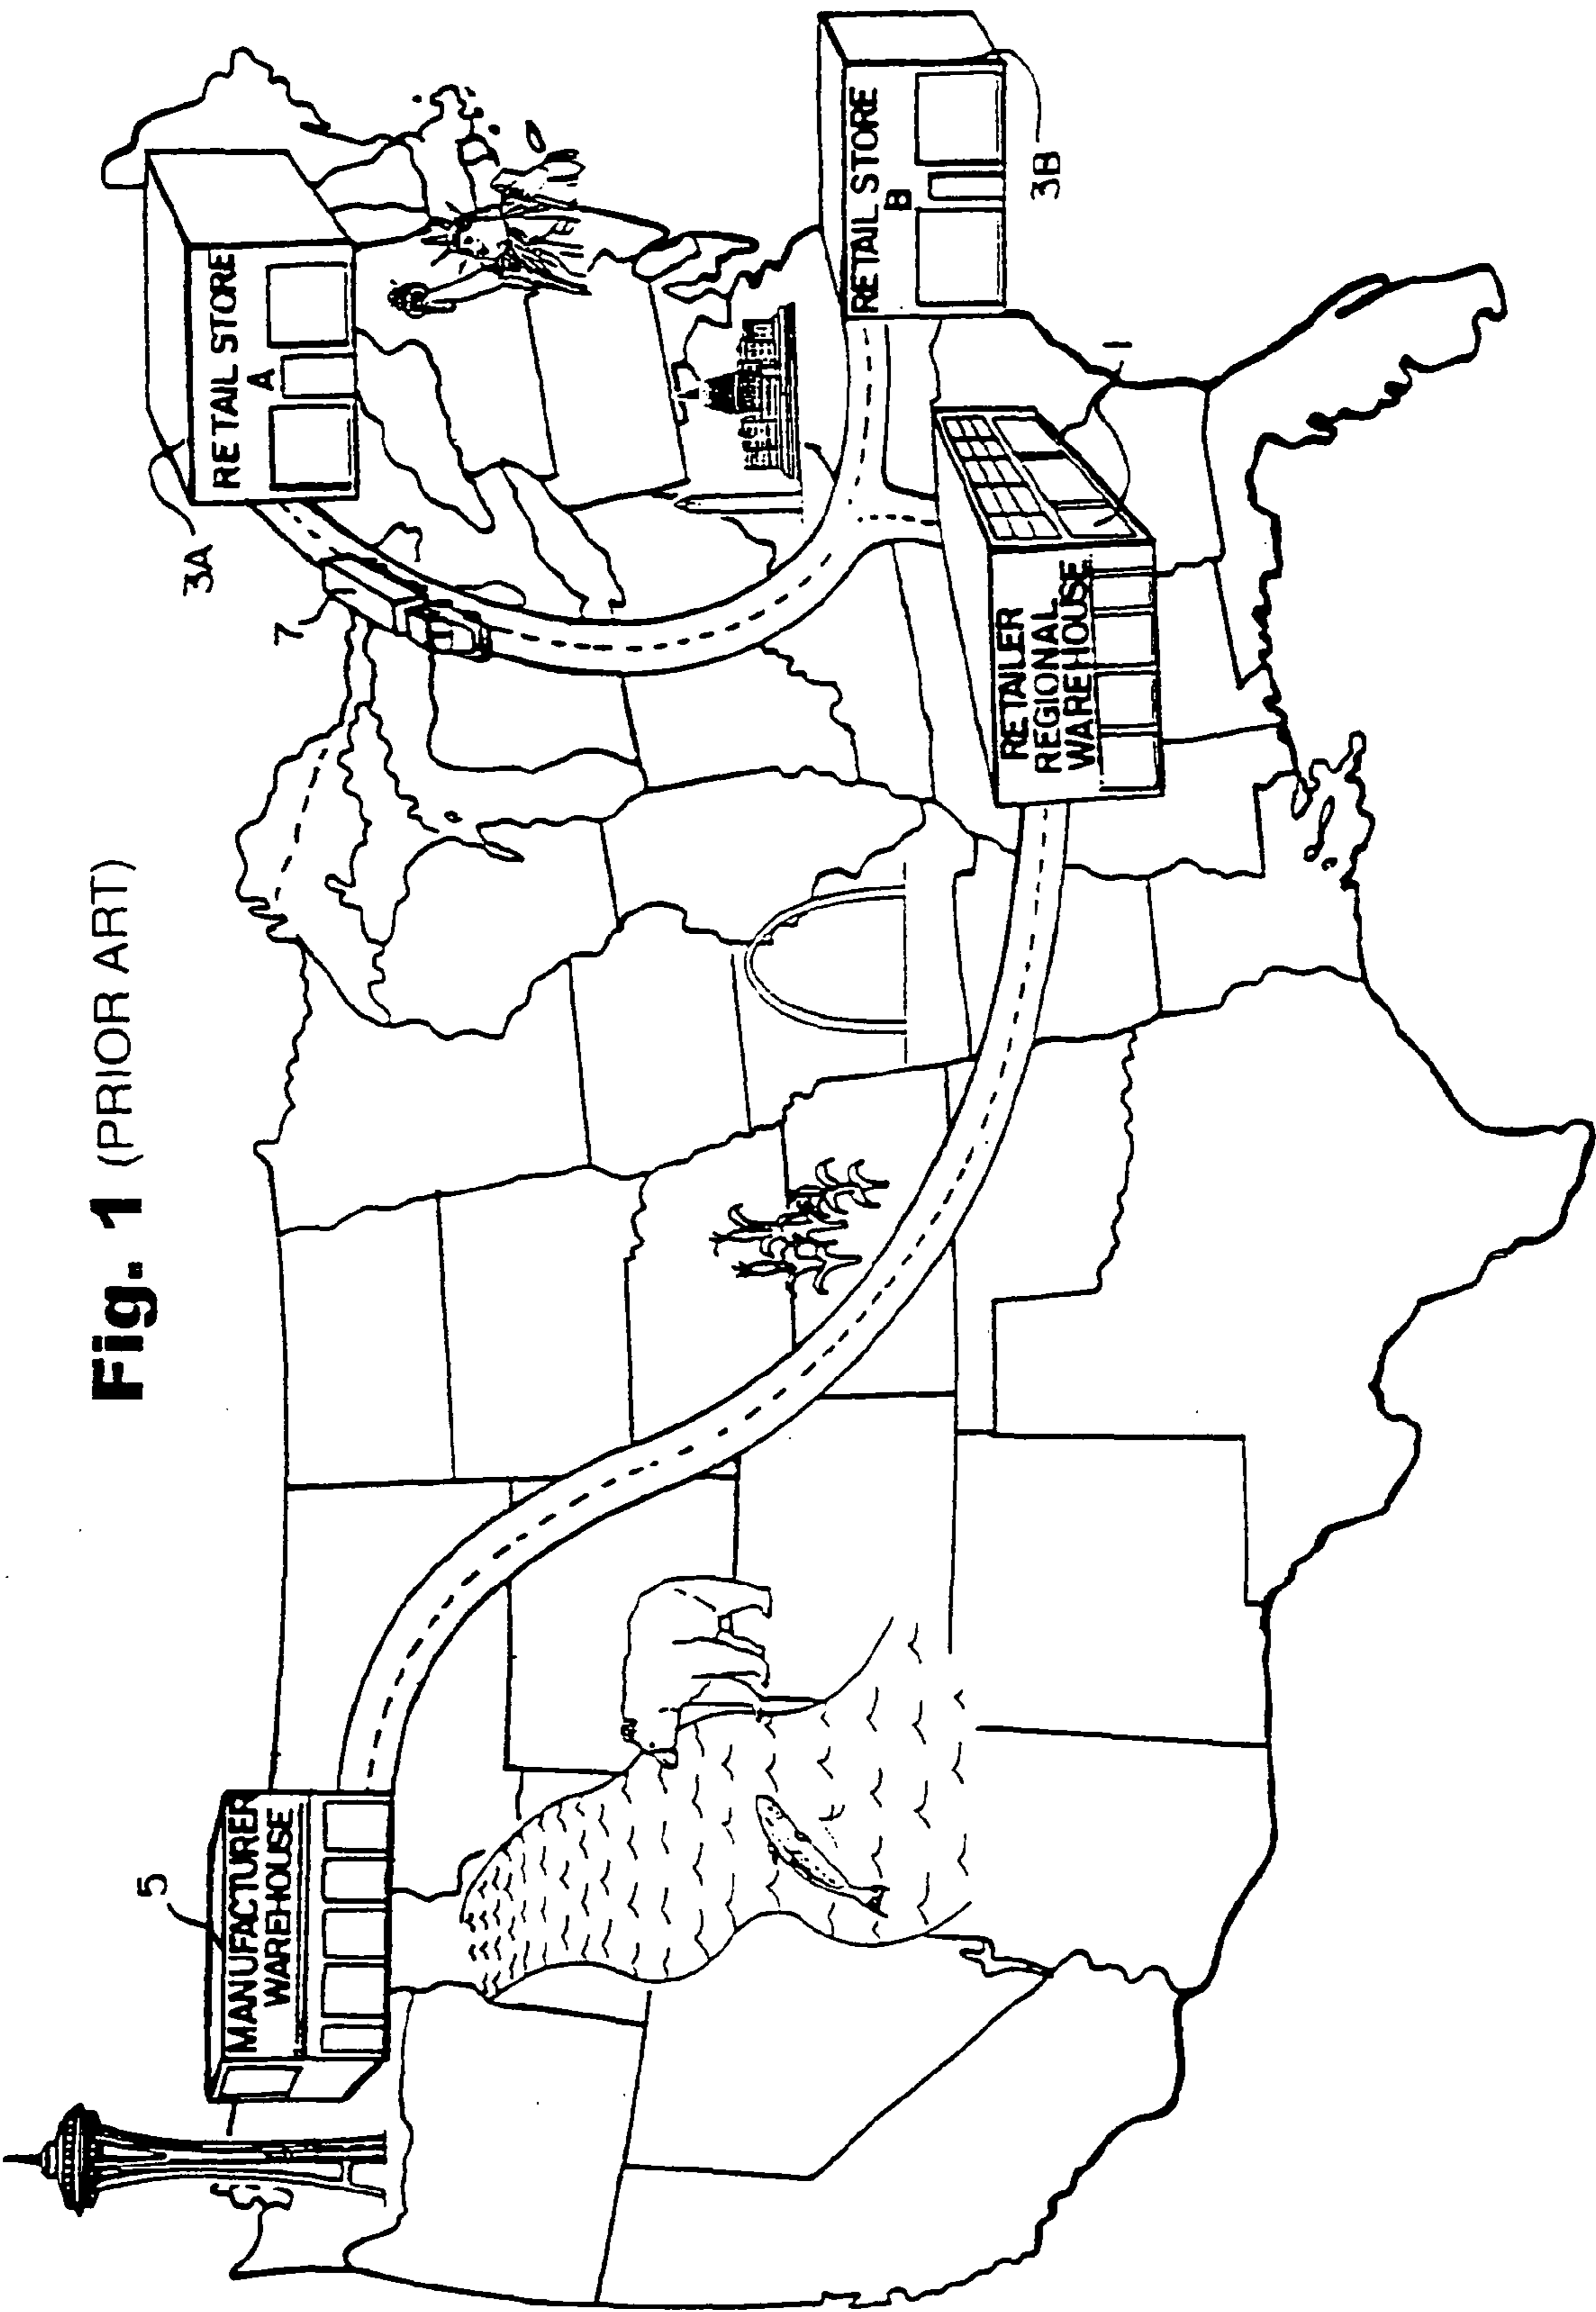 Fig. 1 (PRIOR ART)
5
MANUFACTURER
WAREHOUSE
7
3A
RETAIL STORE
A
RETAIL STORE
B
3B
RETAILER
REGIONAL
WAREHOUSE
1